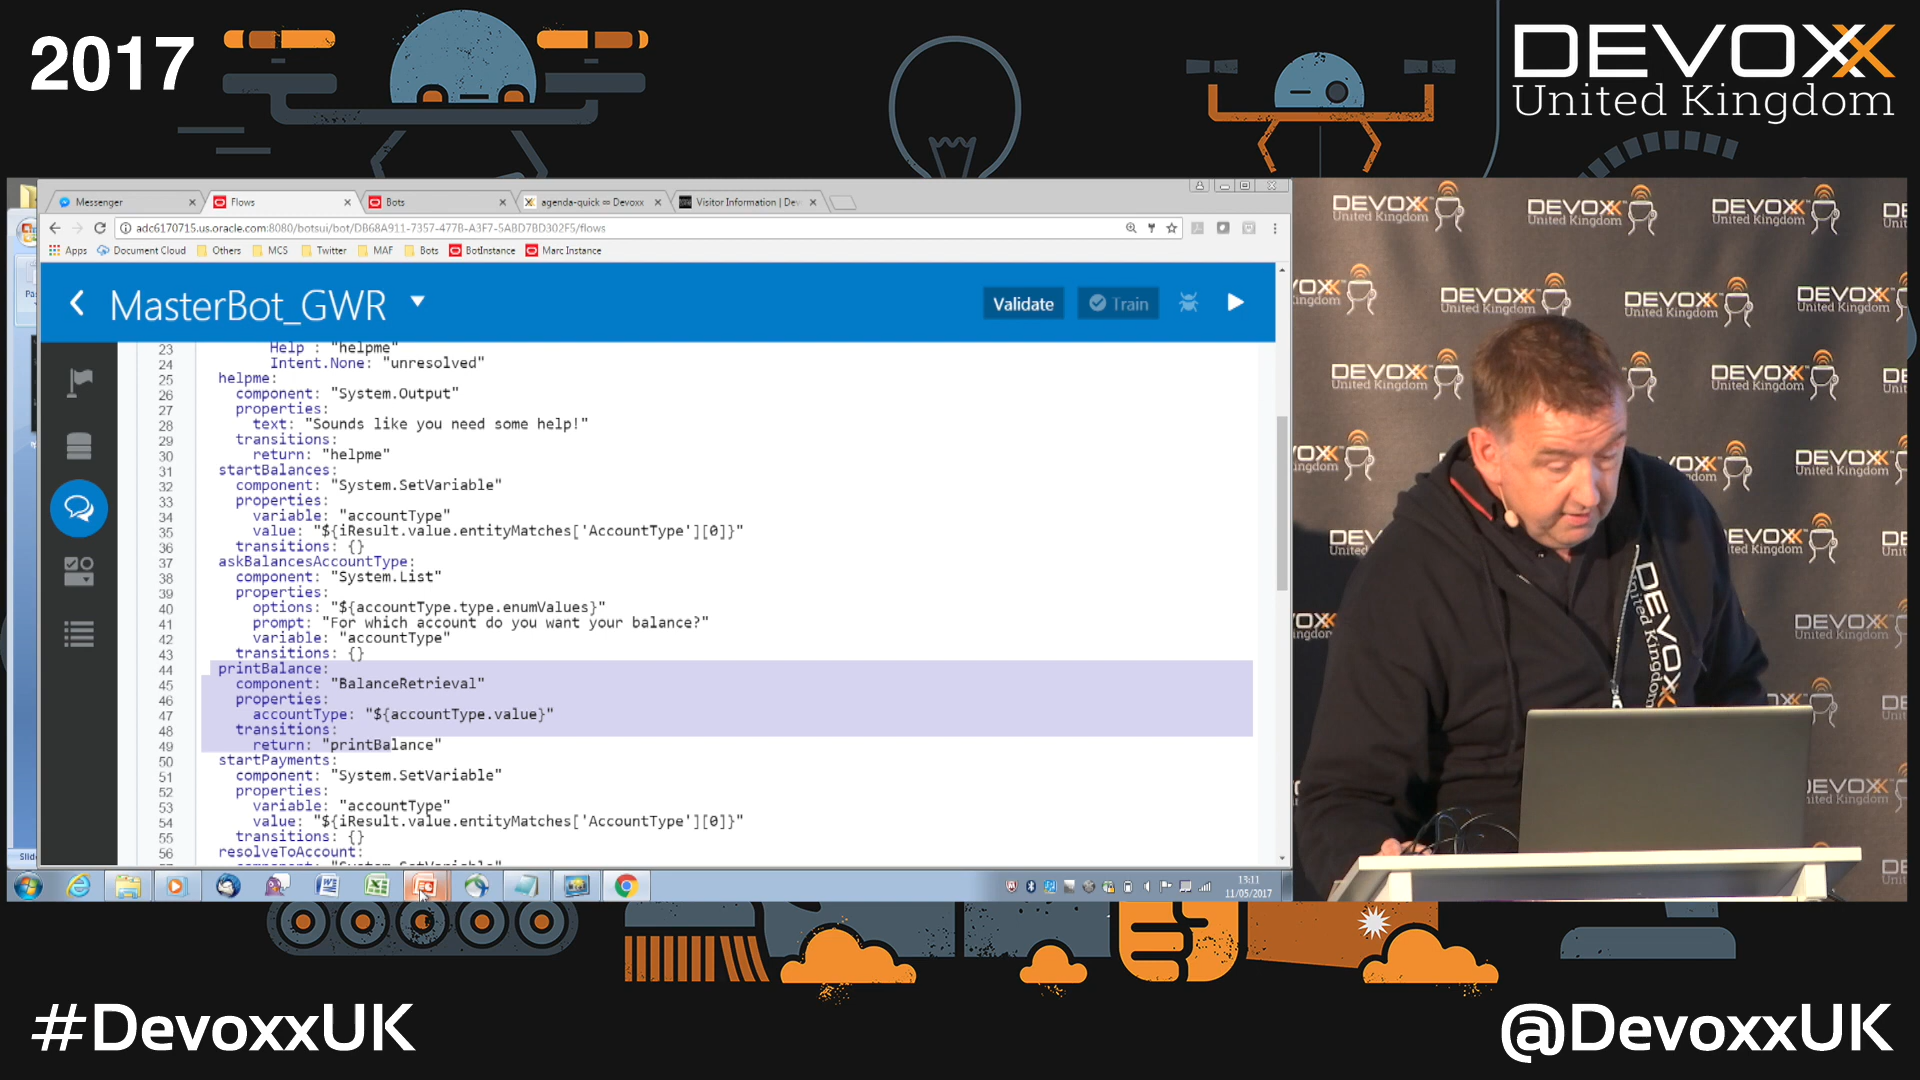 2017
DEVOXX
United Kingdom
Messenger
Flows
Bots
agenda-quick ∞ Devoxx
Visitor Information | Dev
adc6170715.us.oracle.com:8080/botsui/bot/DB68A911-7357-477B-A3F7-5ABD7BD302F5/flows
Apps Document Cloud Others MCS Twitter MAF Bots BotInstance Marc Instance
MasterBot_GWR
Validate
Train
23 Help : "helpme"
24 Intent.None: "unresolved"
25 helpme:
26 component: "System.Output"
27 properties:
28 text: "Sounds like you need some help!"
29 transitions:
30 return: "helpme"
31 startBalances:
32 component: "System.SetVariable"
33 properties:
34 variable: "accountType"
35 value: "${iResult.value.entityMatches['AccountType'][0]}"
36 transitions: {}
37 askBalancesAccountType:
38 component: "System.List"
39 properties:
40 options: "${accountType.type.enumValues}"
41 prompt: "For which account do you want your balance?"
42 variable: "accountType"
43 transitions: {}
44 printBalance:
45 component: "BalanceRetrieval"
46 properties:
47 accountType: "${accountType.value}"
48 transitions:
49 return: "printBalance"
50 startPayments:
51 component: "System.SetVariable"
52 properties:
53 variable: "accountType"
54 value: "${iResult.value.entityMatches['AccountType'][0]}"
55 transitions: {}
56 resolveToAccount:
13:11
11/05/2017
DEVOXX
United Kingdom
#DevoxxUK
@DevoxxUK